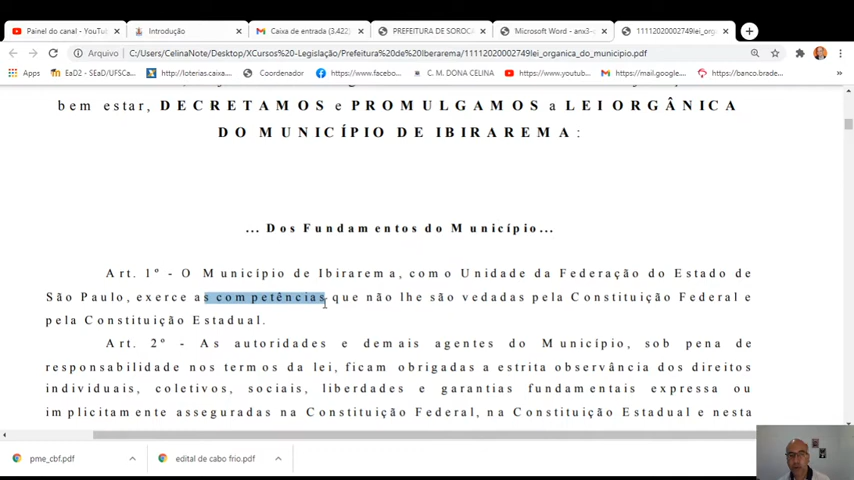 Painel do canal - YouT
Introdução
Caixa de entrada (3.422)
PREFEITURA DE SOROC
Microsoft Word - anx3-
11112020002749lei_org
Arquivo
C:/Users/CelinaNote/Desktop/XCursos%20-Legislação/Prefeitura%20de%20Iberarema/11112020002749lei_organica_do_municipio.pdf
Apps
EaD2 - SEaD/UFSCa...
http://loterias.caixa...
Coordenador
https://www.facebo...
C. M. DONA CELINA
https://www.youtub...
https://mail.google....
https://banco.brade...
bem estar, DECRETAMOS e PROMULGAMOS a LEI ORGÂNICA
DO MUNICÍPIO DE IBIRAREMA:
... Dos Fundamentos do Município...
Art. 1º - O Município de Ibirarema, como Unidade da Federação do Estado de
São Paulo, exerce as competências que não lhe são vedadas pela Constituição Federal e
pela Constituição Estadual.
Art. 2º - As autoridades e demais agentes do Município, sob pena de
responsabilidade nos termos da lei, ficam obrigadas a estrita observância dos direitos
individuais, coletivos, sociais, liberdades e garantias fundamentais expressa ou
implicitamente asseguradas na Constituição Federal, na Constituição Estadual e nesta
pme_cbf.pdf
edital de cabo frio.pdf